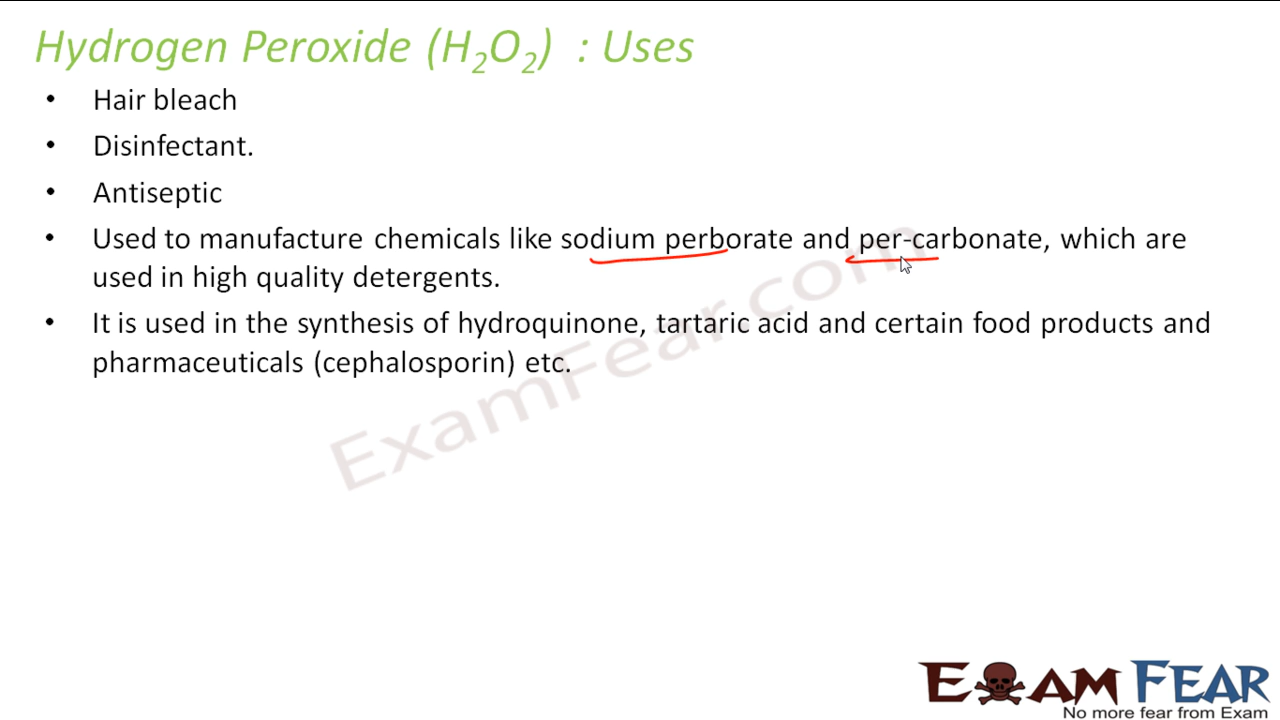 Hydrogen Peroxide (H₂O₂) : Uses
• Hair bleach
• Disinfectant.
• Antiseptic
• Used to manufacture chemicals like sodium perborate and per-carbonate, which are
used in high quality detergents.
• It is used in the synthesis of hydroquinone, tartaric acid and certain food products and
pharmaceuticals (cephalosporin) etc.
ExamFear.com
EXAM FEAR
No more fear from Exam